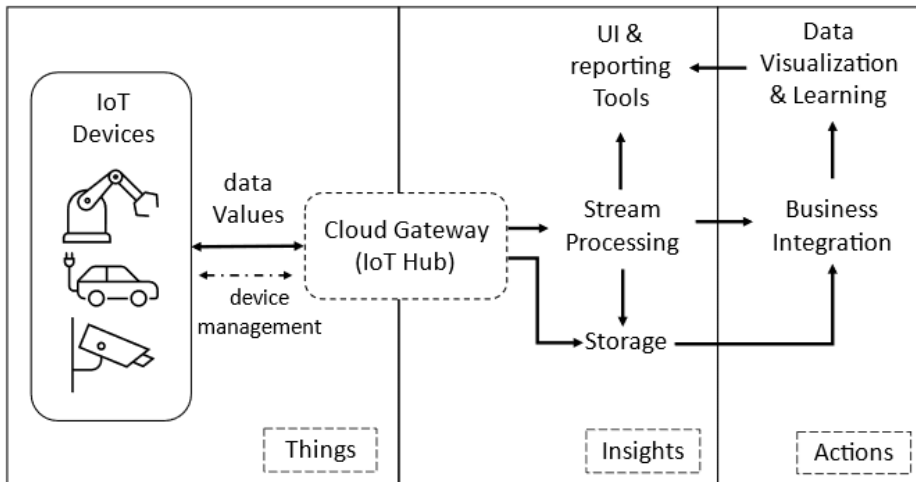 IoT
Devices
data
Values
device
management
Cloud Gateway
(IoT Hub)
Things
UI &
reporting
Tools
Stream
Processing
Storage
Insights
Data
Visualization
& Learning
Business
Integration
Actions